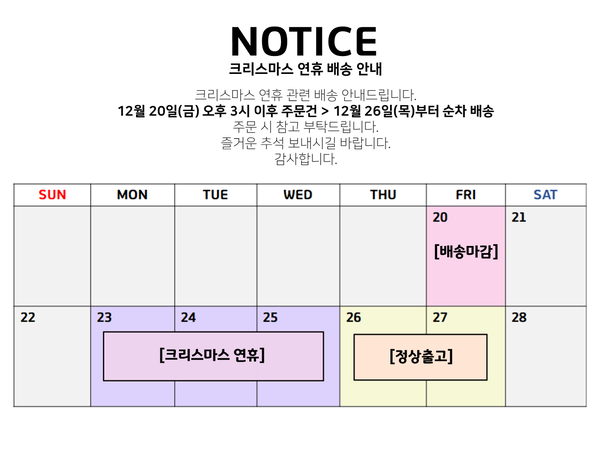 NOTICE
크리스마스 연휴 배송 안내
크리스마스 연휴 관련 배송 안내드립니다.
12월 20일(금) 오후 3시 이후 주문건 > 12월 26일(목)부터 순차 배송
주문 시 참고 부탁드립니다.
즐거운 추석 보내시길 바랍니다.
감사합니다.
SUN MON TUE WED THU FRI SAT
20 21
[배송마감]
22 23 24 25 26 27 28
[크리스마스 연휴] [정상출고]